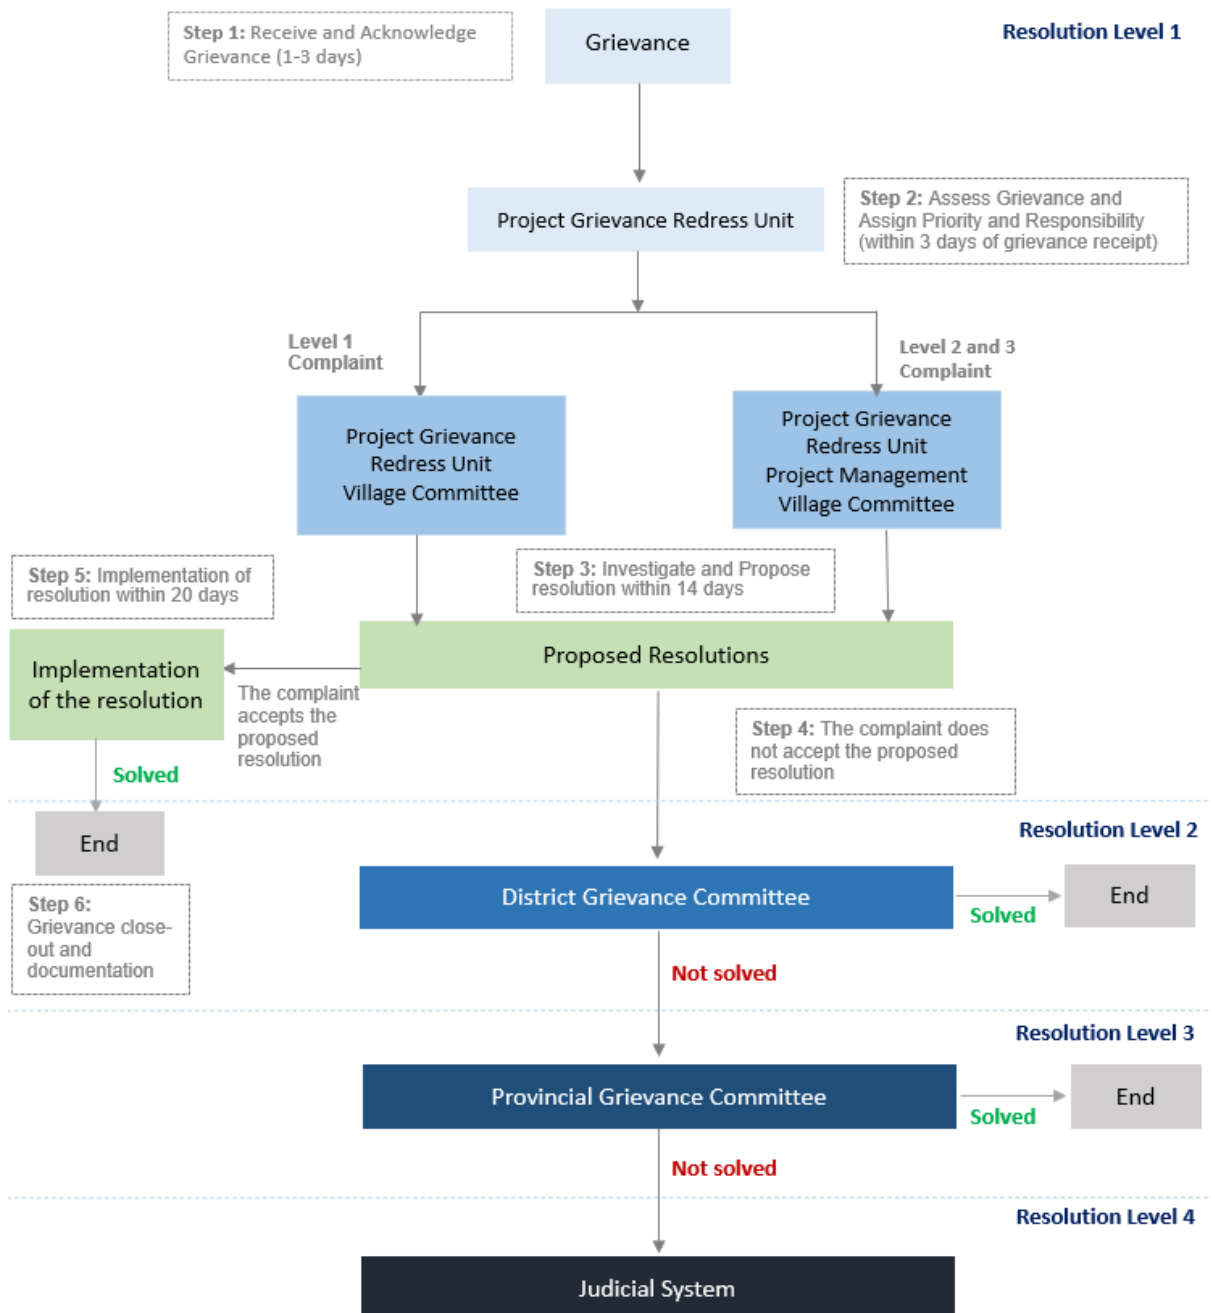 Step 1: Receive and Acknowledge
Grievance (1-3 days)
Grievance
Resolution Level 1
Project Grievance Redress Unit
Step 2: Assess Grievance and
Assign Priority and Responsibility
(within 3 days of grievance receipt)
Level 1
Complaint
Level 2 and 3
Complaint
Project Grievance
Redress Unit
Village Committee
Project Grievance
Redress Unit
Project Management
Village Committee
Step 5: Implementation of
resolution within 20 days
Step 3: Investigate and Propose
resolution within 14 days
Implementation
of the resolution
Proposed Resolutions
The complaint
accepts the
proposed
resolution
Step 4: The complaint does
not accept the proposed
resolution
Solved
End
Resolution Level 2
Step 6:
Grievance close-
out and
documentation
District Grievance Committee
Solved
End
Not solved
Resolution Level 3
Provincial Grievance Committee
Solved
End
Not solved
Resolution Level 4
Judicial System